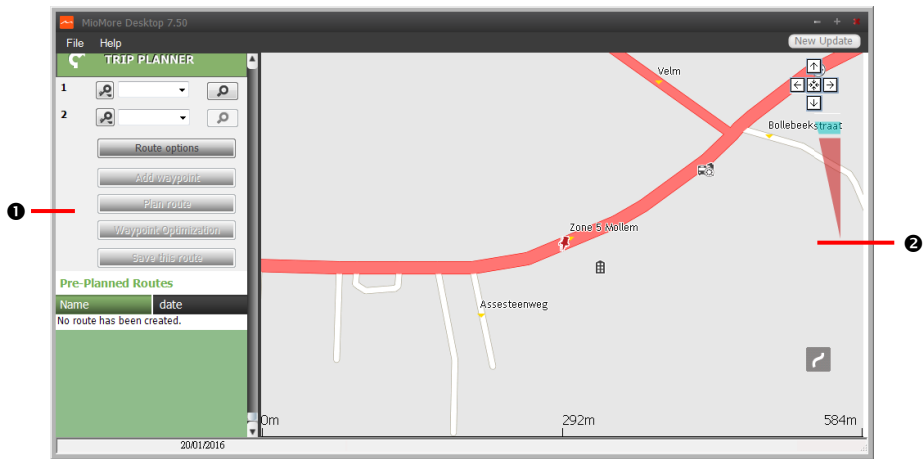 MioMore Desktop 7.50
File Help
New Update
TRIP PLANNER
1
2
Route options
Add waypoint
Plan route
Waypoint Optimization
Save this route
Pre-Planned Routes
Name date
No route has been created.
20/01/2016
Velm
Bollebeekstraat
Zone 5 Mollem
Assesteenweg
0m 292m 584m
❶
❷